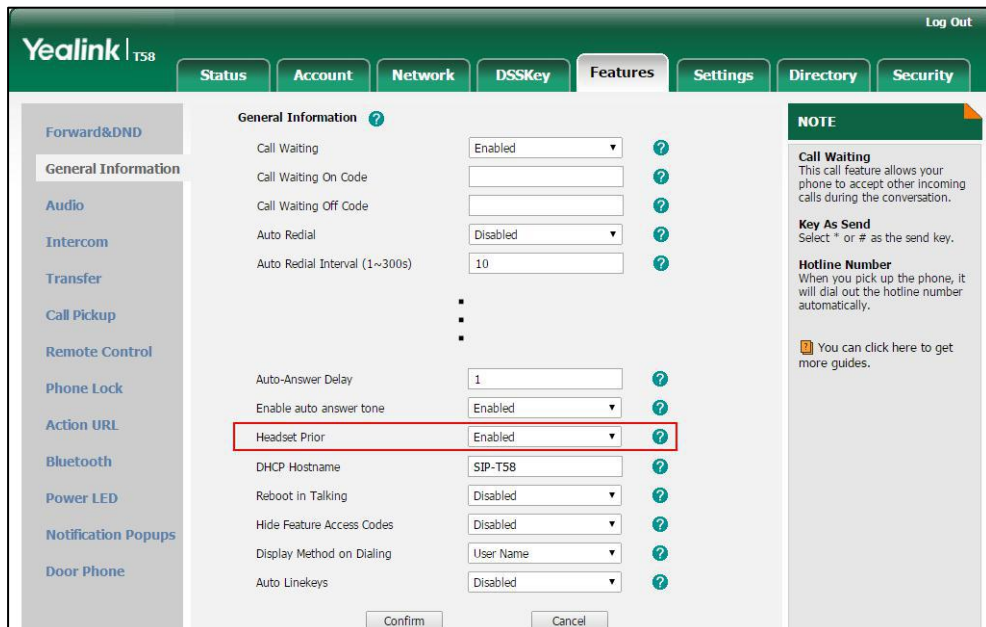 Log Out
Yealink | T58
Status Account Network DSSKey Features Settings Directory Security
Forward&DND
General Information
Audio
Intercom
Transfer
Call Pickup
Remote Control
Phone Lock
Action URL
Bluetooth
Power LED
Notification Popups
Door Phone
General Information ?
Call Waiting Enabled ?
Call Waiting On Code ?
Call Waiting Off Code ?
Auto Redial Disabled ?
Auto Redial Interval (1~300s) 10 ?
Auto-Answer Delay 1 ?
Enable auto answer tone Enabled ?
Headset Prior Enabled ?
DHCP Hostname SIP-T58 ?
Reboot in Talking Disabled ?
Hide Feature Access Codes Disabled ?
Display Method on Dialing User Name ?
Auto Linekeys Disabled ?
Confirm Cancel
NOTE
Call Waiting
This call feature allows your
phone to accept other incoming
calls during the conversation.
Key As Send
Select * or # as the send key.
Hotline Number
When you pick up the phone, it
will dial out the hotline number
automatically.
? You can click here to get
more guides.